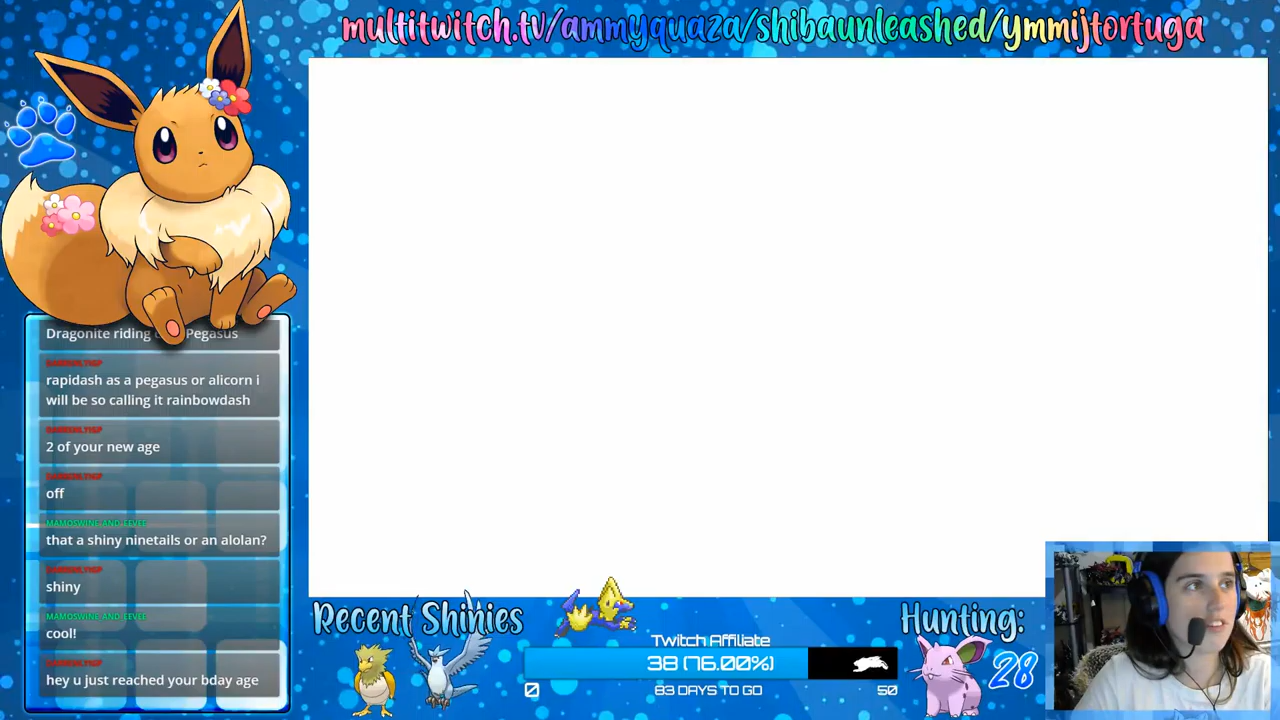 multitwitch.tv/ammyquaza/shibaunleashed/ymmijtortuga
Dragonite riding Pegasus
rapidash as a pegasus or alicorn i
will be so calling it rainbowdash
2 of your new age
off
MAMOSWINE_AND_EEVEE
that a shiny ninetails or an alolan?
shiny
MAMOSWINE_AND_EEVEE
cool!
hey u just reached your bday age
Recent Shinies
Twitch Affiliate
38 (76.00%)
0
83 DAYS TO GO
50
Hunting:
28